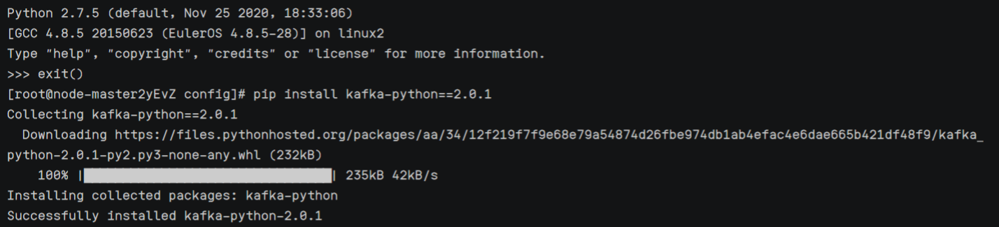 Python 2.7.5 (default, Nov 25 2020, 18:33:06)
[GCC 4.8.5 20150623 (EulerOS 4.8.5-28)] on linux2
Type "help", "copyright", "credits" or "license" for more information.
>>> exit()
[root@node-master2yEvZ config]# pip install kafka-python==2.0.1
Collecting kafka-python==2.0.1
  Downloading https://files.pythonhosted.org/packages/aa/34/12f219f7f9e68e79a54874d26fbe974db1ab4efac4e6dae665b421df48f9/kafka_
python-2.0.1-py2.py3-none-any.whl (232kB)
    100% |████████████████████████████████| 235kB 42kB/s
Installing collected packages: kafka-python
Successfully installed kafka-python-2.0.1